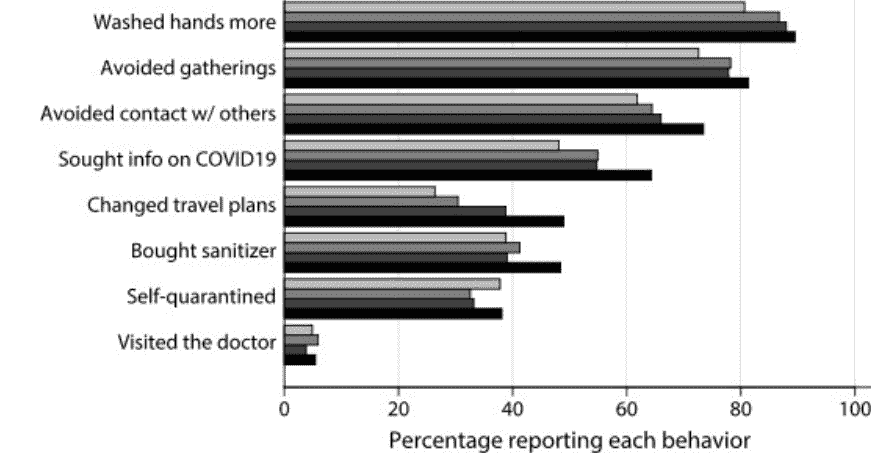 Washed hands more
Avoided gatherings
Avoided contact w/ others
Sought info on COVID19
Changed travel plans
Bought sanitizer
Self-quarantined
Visited the doctor
0 20 40 60 80 100
Percentage reporting each behavior